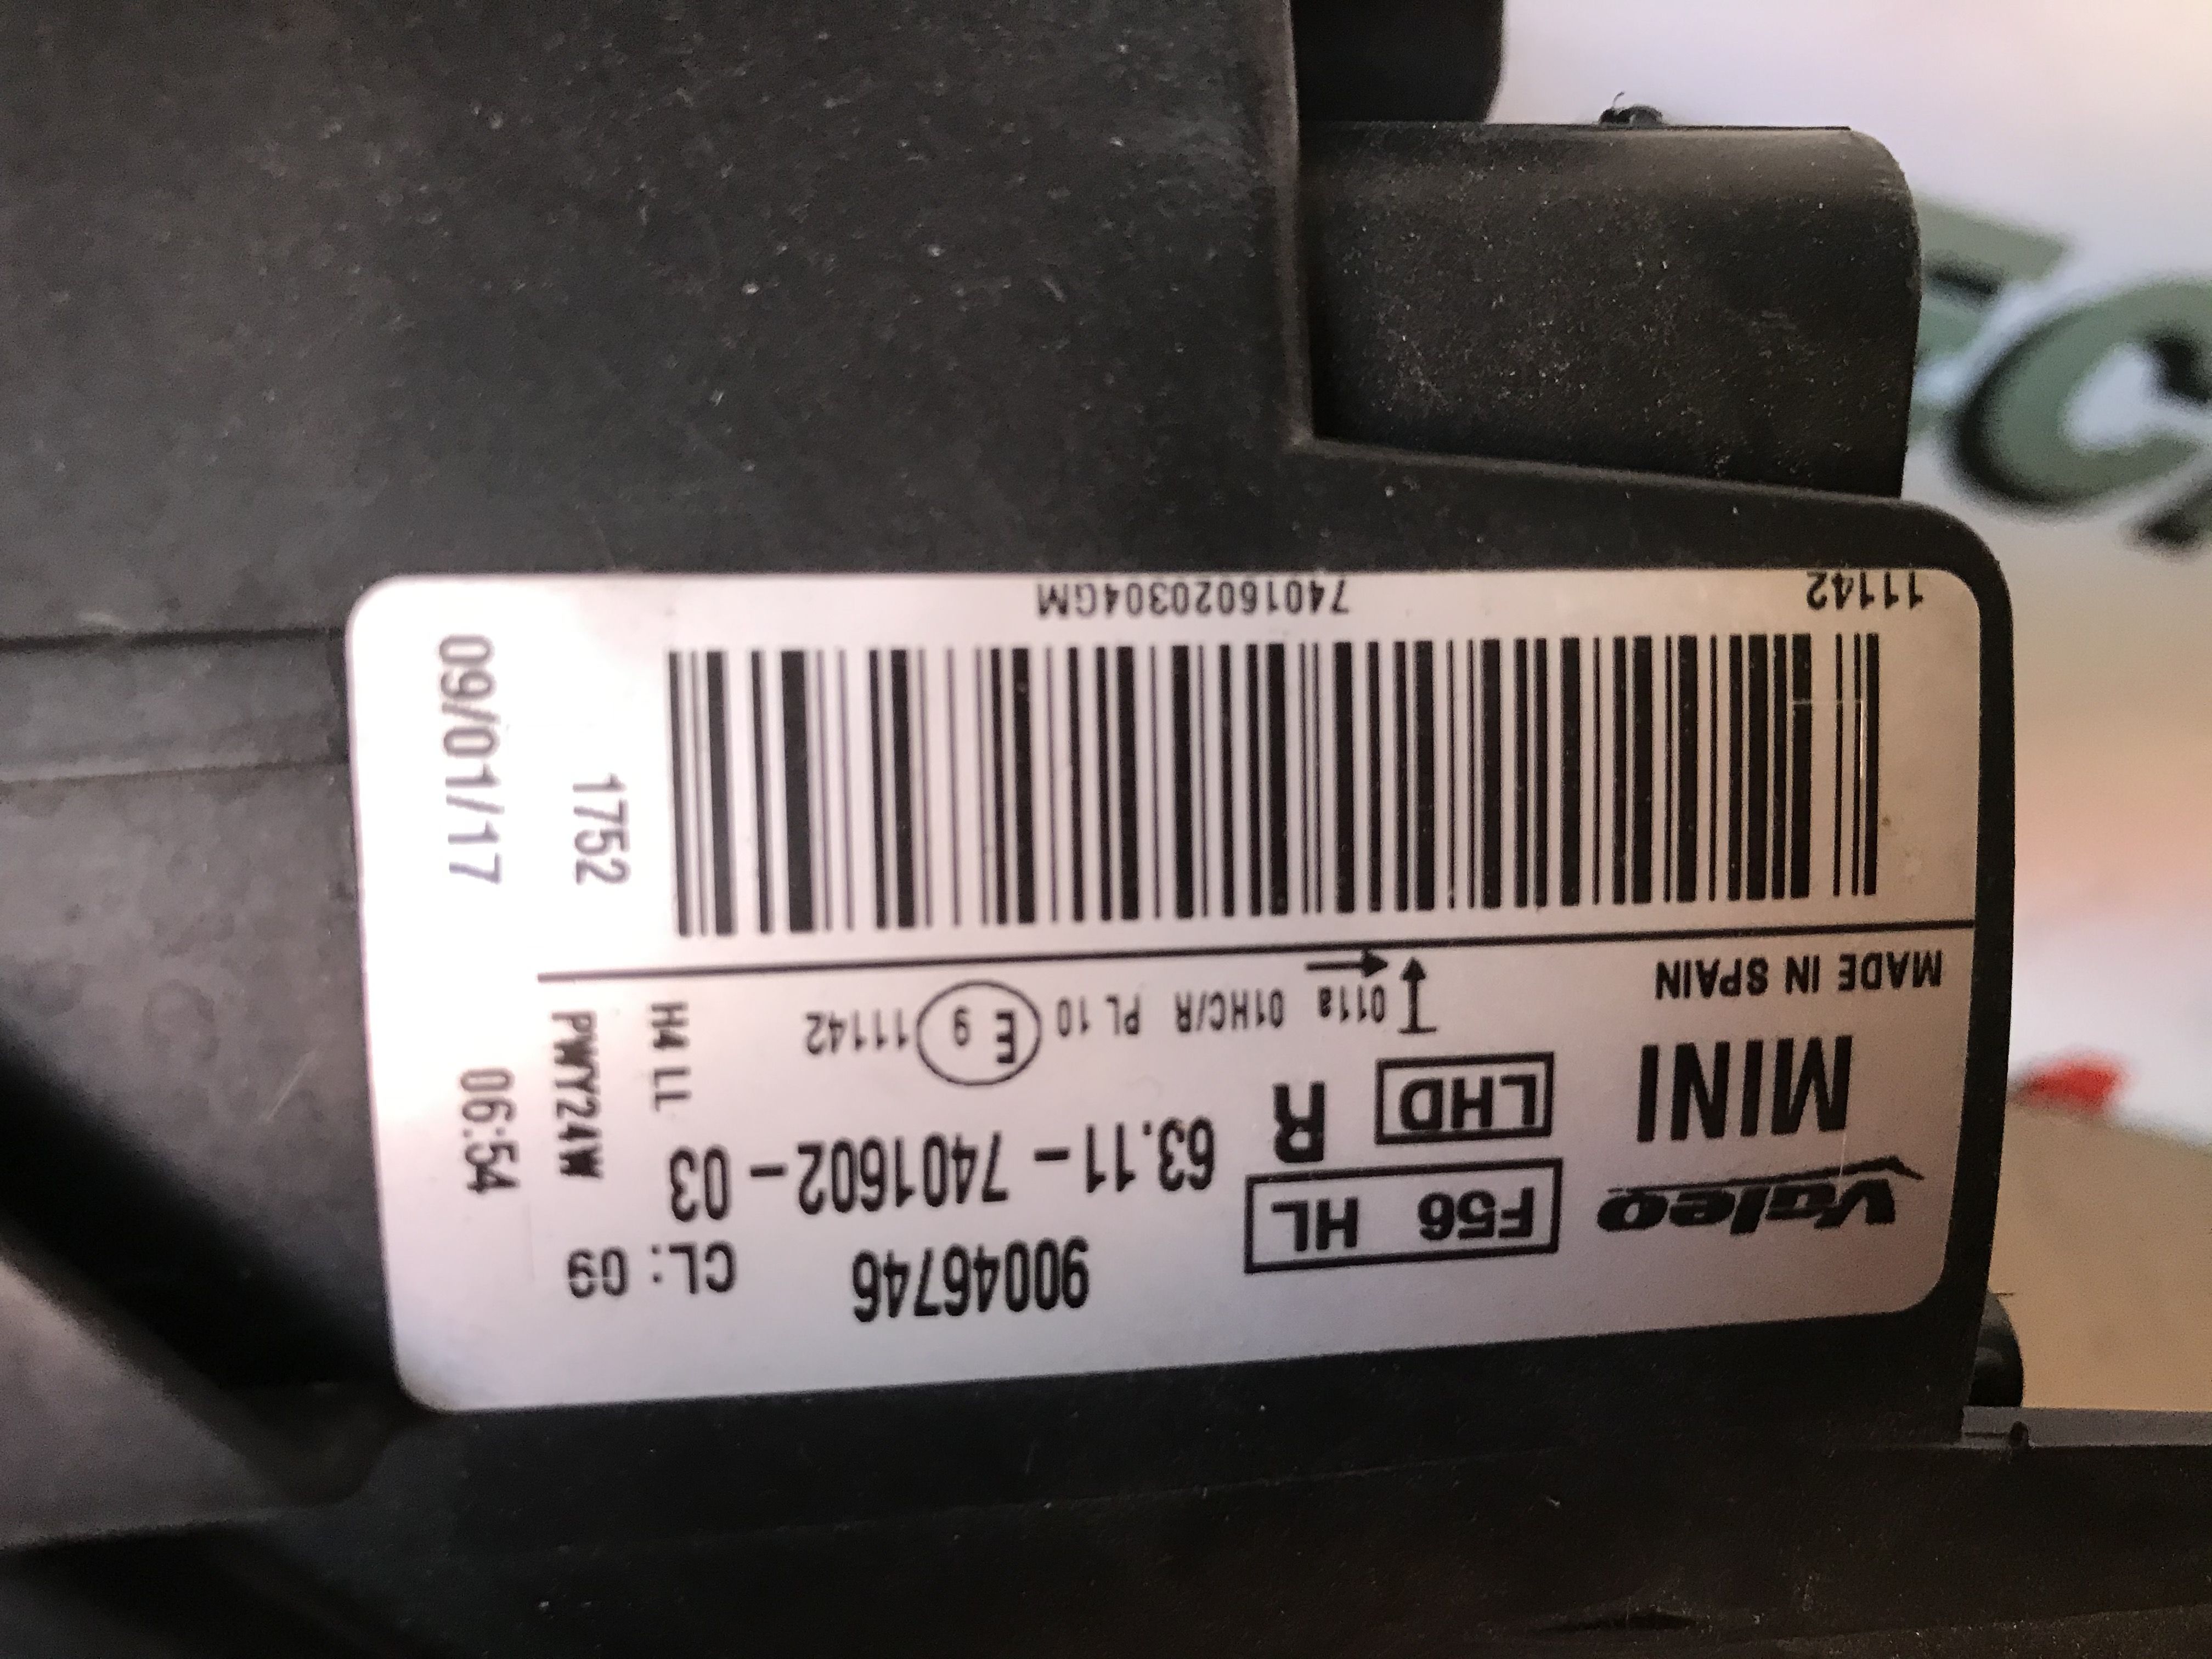 90046746 CL: 09
Valeo F56 HL 63.11-7401602-03
MINI LHD R
H4 LL
PWY24W
06:54
011a 01HC/R PL 10 E 9 11142
MADE IN SPAIN
1752
09/01/17
11142 74016020304GM